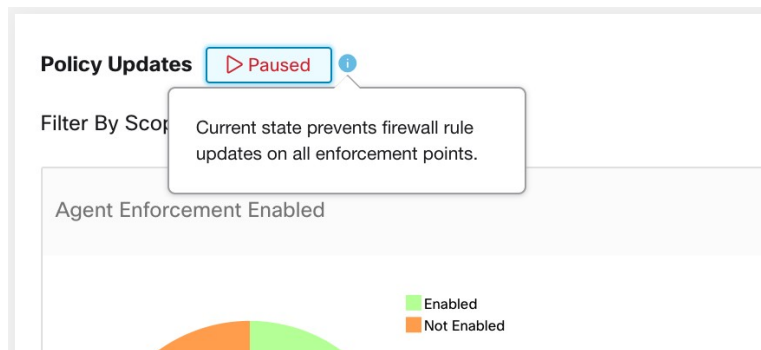 Policy Updates Paused i
Filter By Scop
Current state prevents firewall rule
updates on all enforcement points.
Agent Enforcement Enabled
Enabled
Not Enabled